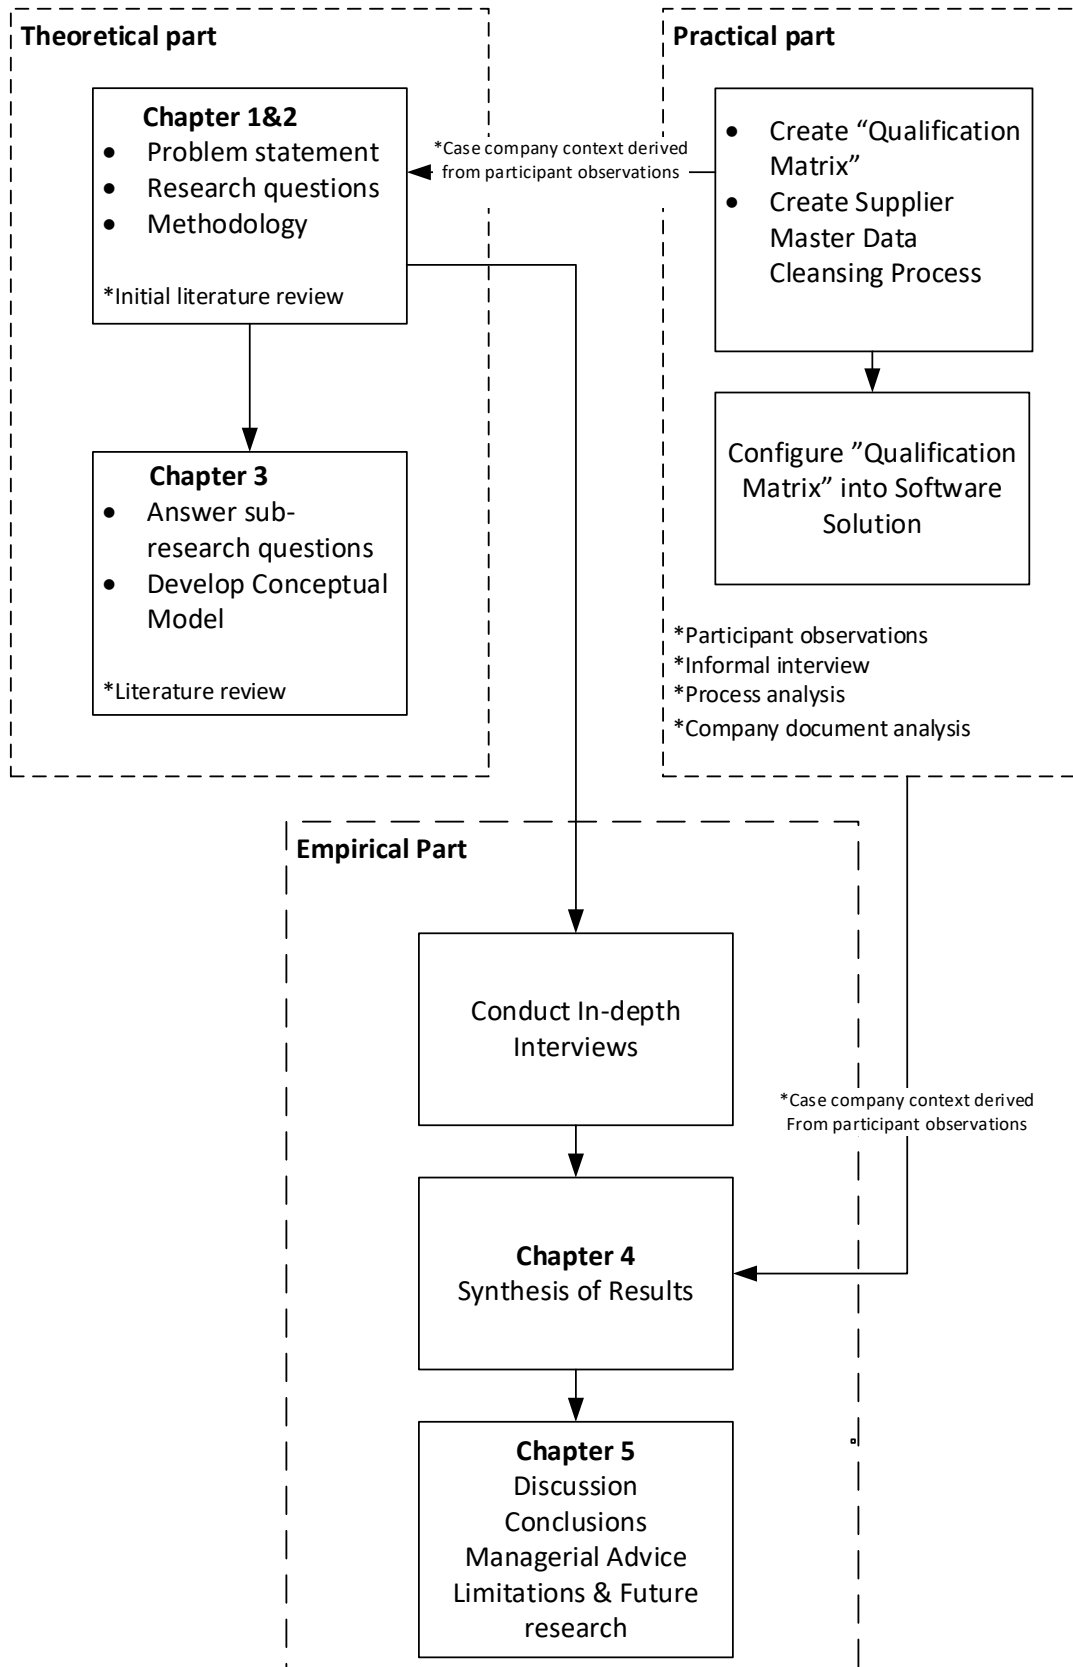 Theoretical part
Chapter 1&2
• Problem statement
• Research questions
• Methodology
*Initial literature review
Chapter 3
• Answer sub-
research questions
• Develop Conceptual
Model
*Literature review
*Case company context derived
from participant observations
Practical part
• Create “Qualification
Matrix”
• Create Supplier
Master Data
Cleansing Process
Configure ”Qualification
Matrix” into Software
Solution
*Participant observations
*Informal interview
*Process analysis
*Company document analysis
Empirical Part
Conduct In-depth
Interviews
*Case company context derived
From participant observations
Chapter 4
Synthesis of Results
Chapter 5
Discussion
Conclusions
Managerial Advice
Limitations & Future
research